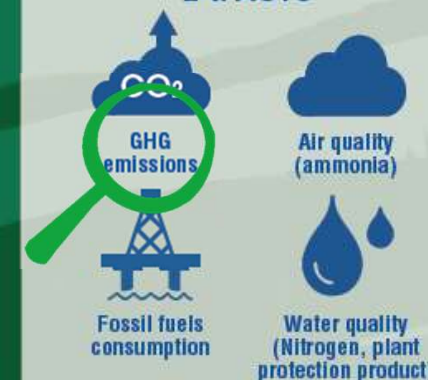 CO₂
GHG
emissions
Air quality
(ammonia)
Fossil fuels
consumption
Water quality
(Nitrogen, plant
protection product